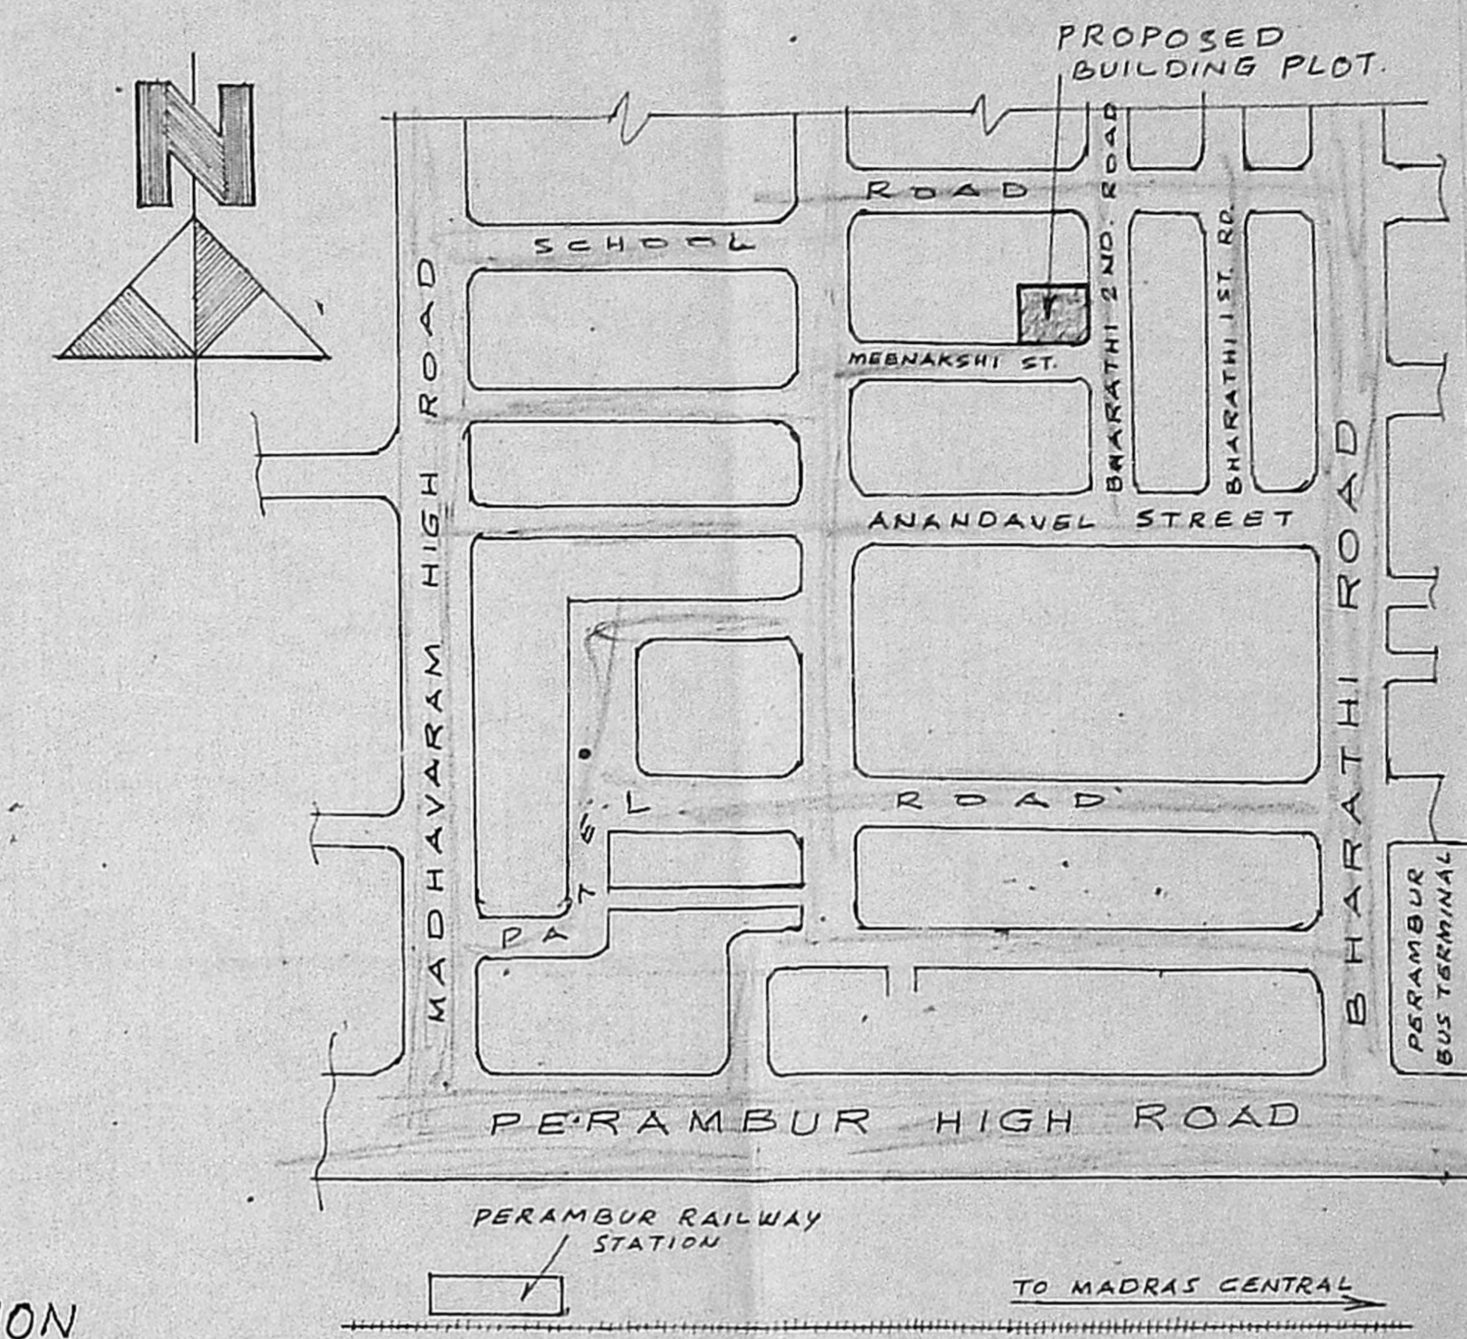 PROPOSED
BUILDING PLOT.
N
ROAD
SCHOOL
MADHAVARAM HIGH ROAD
BHARATHI 2ND. ROAD
BHARATHI 1ST. RD.
MEENAKSHI ST.
ANANDAVEL STREET
BHARATHI ROAD
PATEL ROAD
PERAMBUR
BUS TERMINAL
PERAMBUR HIGH ROAD
PERAMBUR RAILWAY
STATION
TO MADRAS CENTRAL
ION